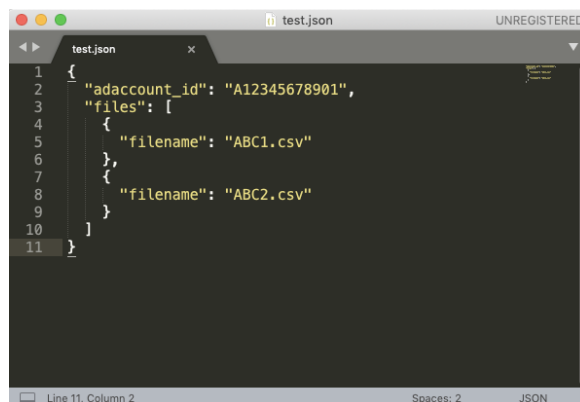 test.json
UNREGISTERED
test.json ×
1 {
2 "adaccount_id": "A12345678901",
3 "files": [
4 {
5 "filename": "ABC1.csv"
6 },
7 {
8 "filename": "ABC2.csv"
9 }
10 ]
11 }
Line 11, Column 2
Spaces: 2
JSON